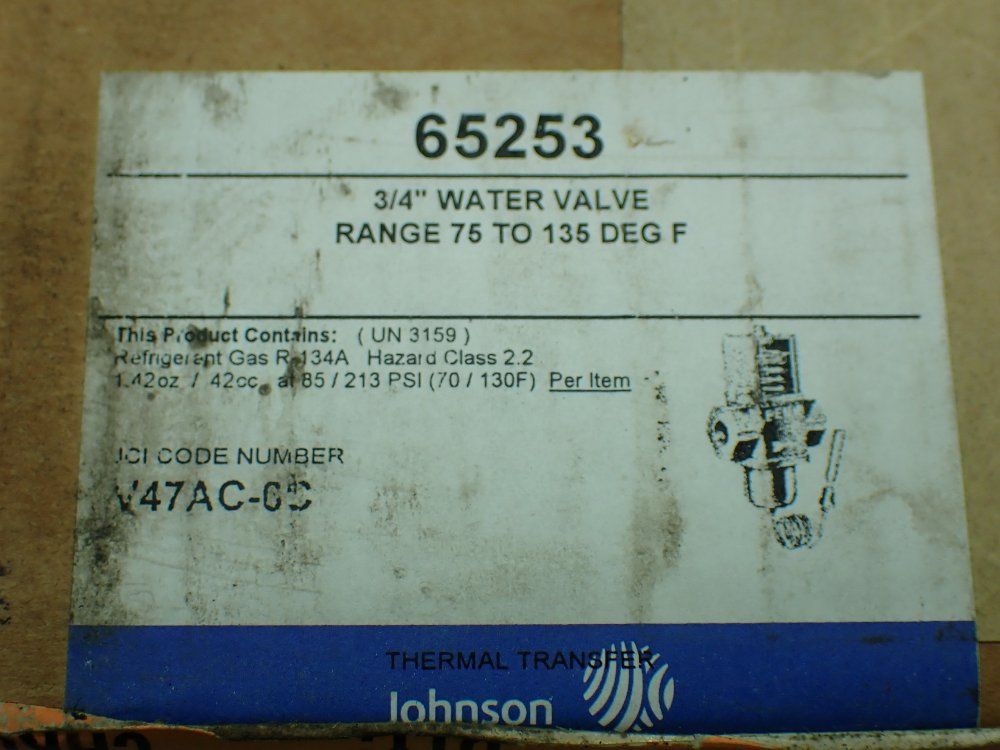 65253
3/4" WATER VALVE
RANGE 75 TO 135 DEG F
This Product Contains: ( UN 3159 )
Refrigerant Gas R-134A Hazard Class 2.2
1.42oz / 42cc at 85 / 213 PSI (70 / 130F) Per Item
JCI CODE NUMBER
THERMAL TRANSFER
Johnson